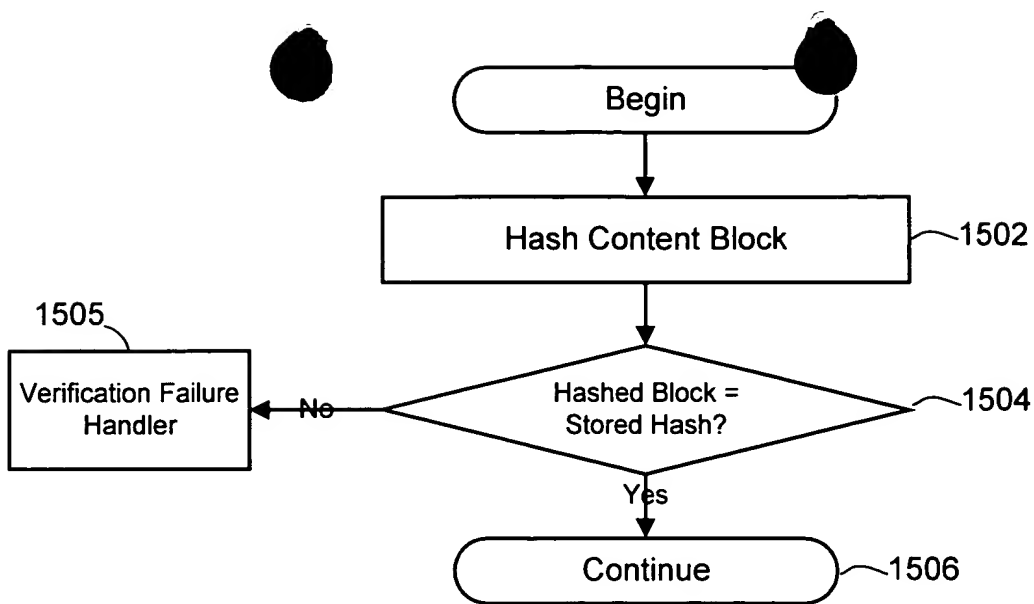 Begin
Hash Content Block
1502
1505
Verification Failure
Handler
No
Hashed Block =
Stored Hash?
1504
Yes
Continue
1506